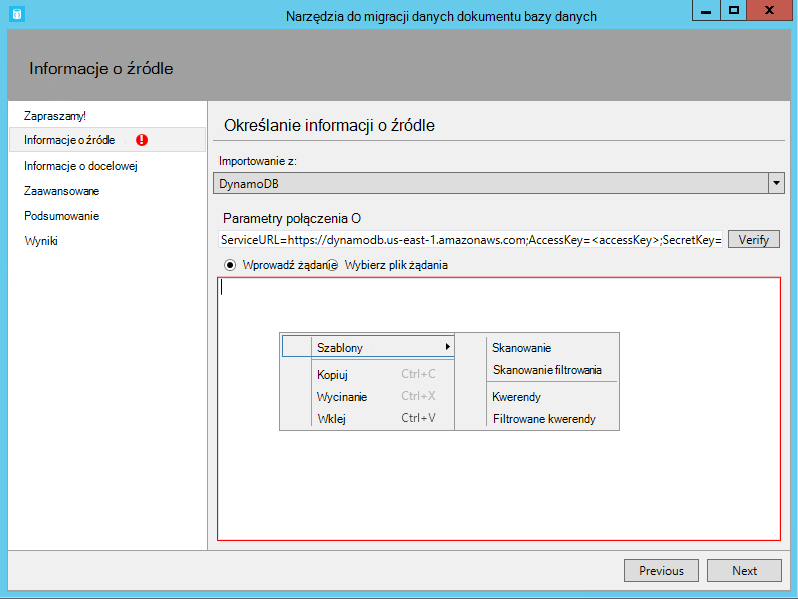 Narzędzia do migracji danych dokumentu bazy danych
Informacje o źródle
Zapraszamy!
Informacje o źródle
Informacje o docelowej
Zaawansowane
Podsumowanie
Wyniki
Określanie informacji o źródle
Importowanie z:
DynamoDB
Parametry połączenia O
ServiceURL=https://dynamodb.us-east-1.amazonaws.com;AccessKey=<accessKey>;SecretKey= Verify
Wprowadź żądanie Wybierz plik żądania
Szablony
Kopiuj Ctrl+C
Wycinanie Ctrl+X
Wklej Ctrl+V
Skanowanie
Skanowanie filtrowania
Kwerendy
Filtrowane kwerendy
Previous Next